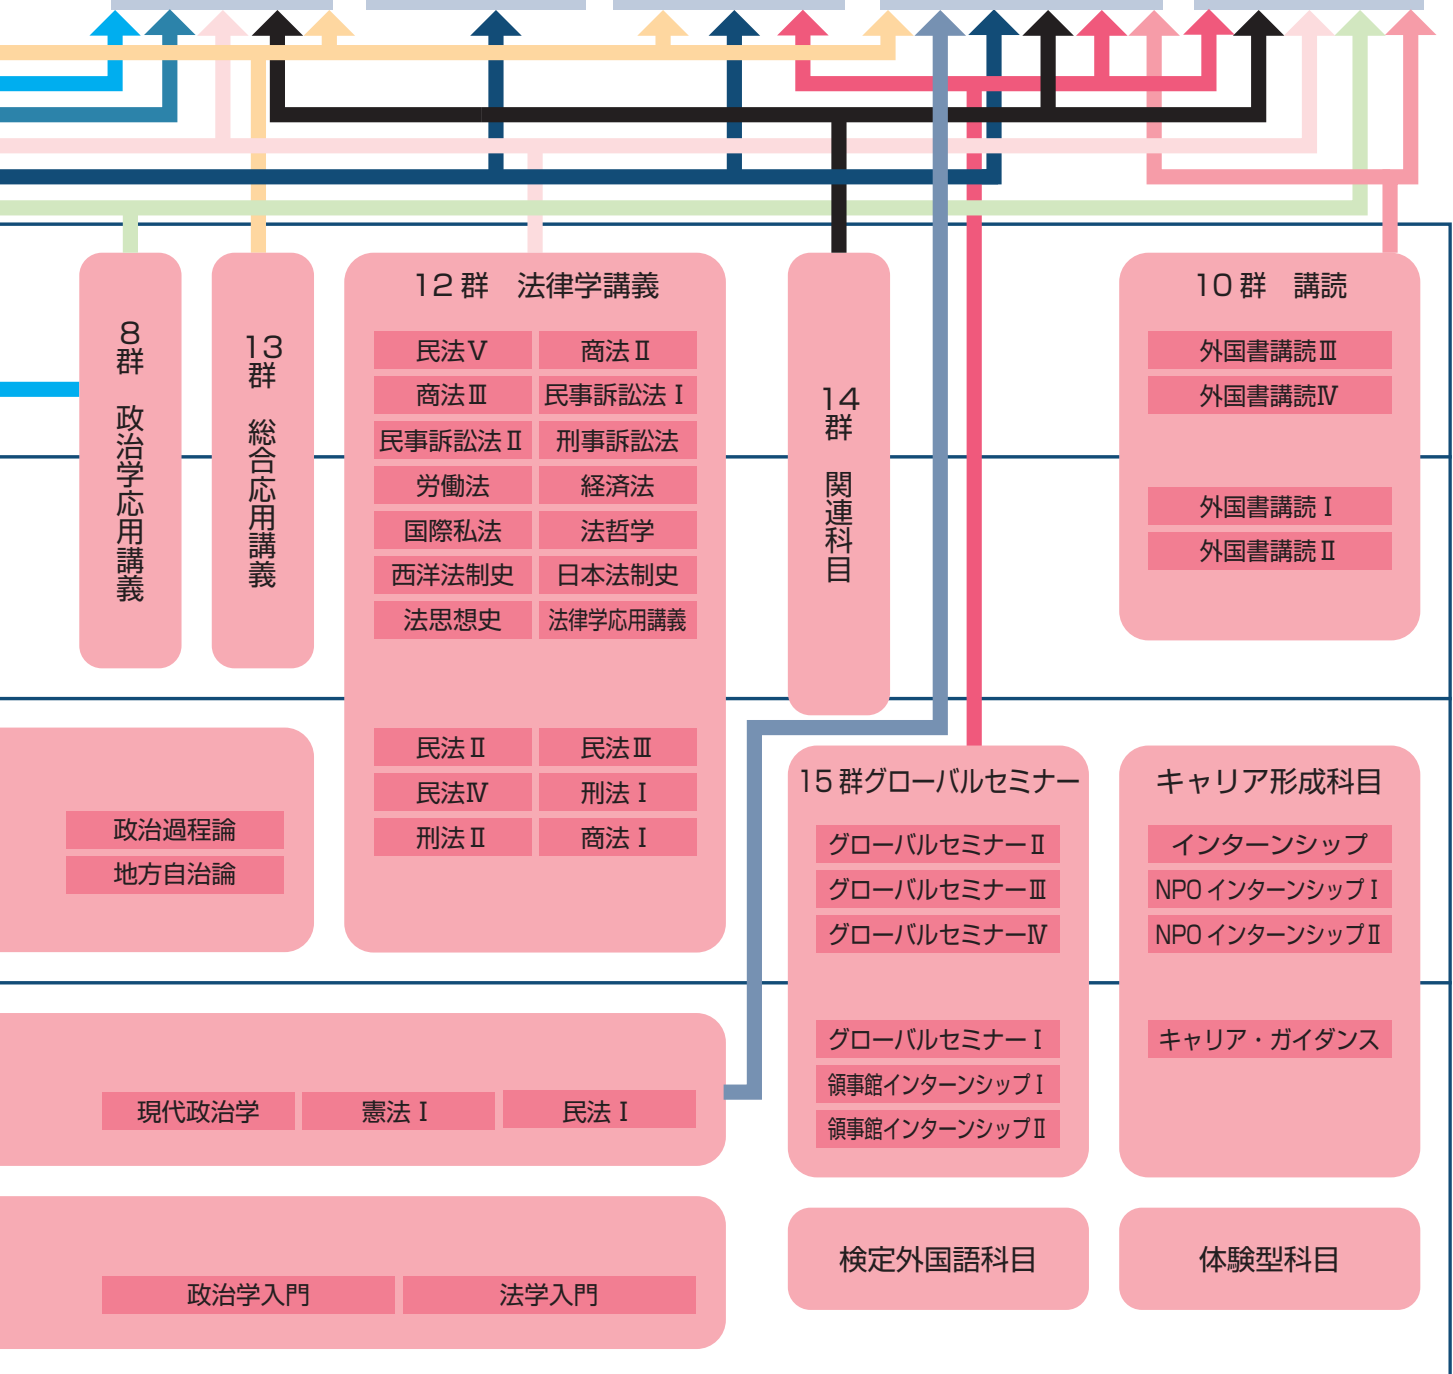 8群　政治学応用講義
13群　総合応用講義
12 群　法律学講義
民法Ⅴ
商法Ⅱ
商法Ⅲ
民事訴訟法Ⅰ
民事訴訟法Ⅱ
刑事訴訟法
労働法
経済法
国際私法
法哲学
西洋法制史
日本法制史
法思想史
法律学応用講義
民法Ⅱ
民法Ⅲ
民法Ⅳ
刑法Ⅰ
刑法Ⅱ
商法Ⅰ
14群　関連科目
10 群　講読
外国書講読Ⅲ
外国書講読Ⅳ
外国書講読Ⅰ
外国書講読Ⅱ
政治過程論
地方自治論
15 群グローバルセミナー
グローバルセミナーⅡ
グローバルセミナーⅢ
グローバルセミナーⅣ
グローバルセミナーⅠ
領事館インターンシップⅠ
領事館インターンシップⅡ
キャリア形成科目
インターンシップ
NPO インターンシップⅠ
NPO インターンシップⅡ
キャリア・ガイダンス
現代政治学
憲法Ⅰ
民法Ⅰ
政治学入門
法学入門
検定外国語科目
体験型科目